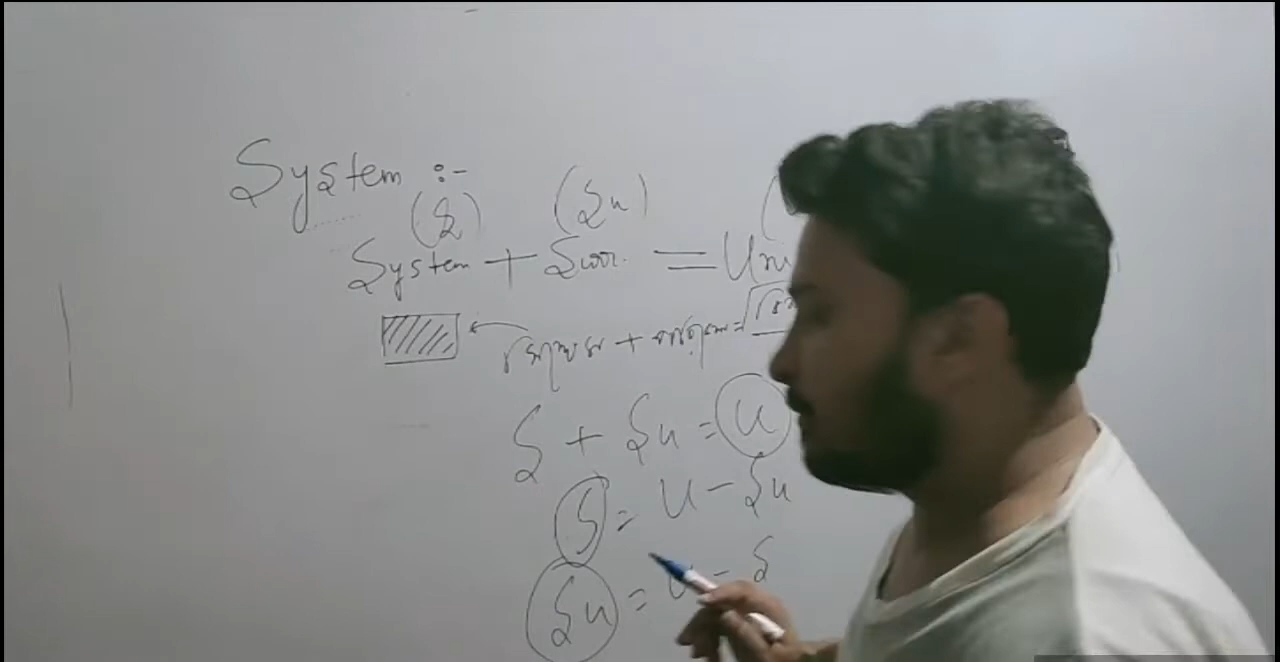 System :-
(S) (Su) (
System + Surr. = Uni
+ =
S + Su = U
S = U - Su
Su = U - S